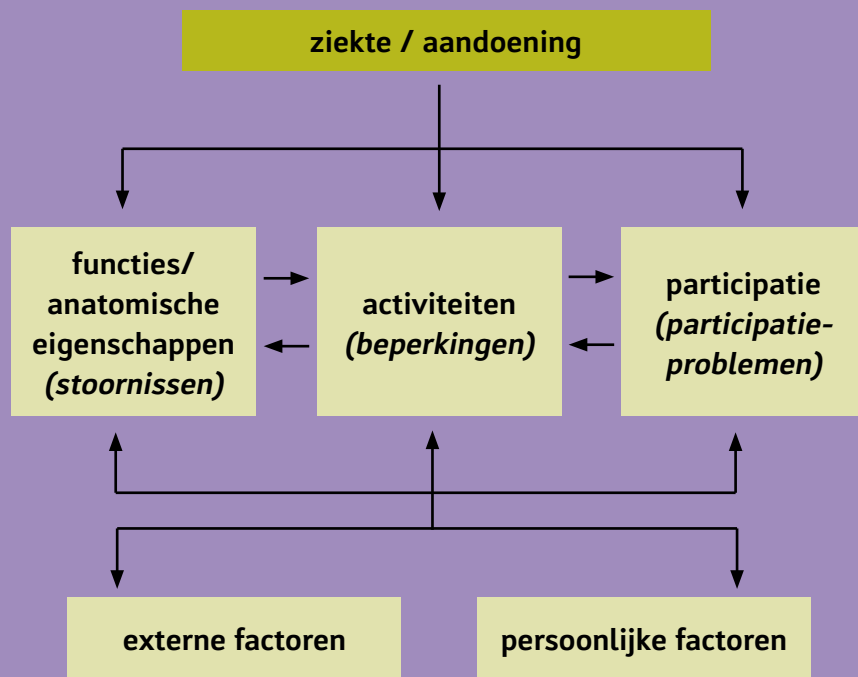 ziekte / aandoening
functies/
anatomische
eigenschappen
(stoornissen)
activiteiten
(beperkingen)
participatie
(participatie-
problemen)
externe factoren
persoonlijke factoren